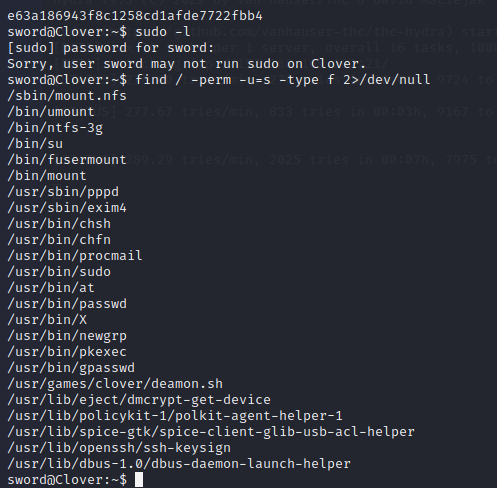 e63a186943f8c1258cd1afde7722fbb4
sword@Clover:~$ sudo -l
[sudo] password for sword:
Sorry, user sword may not run sudo on Clover.
sword@Clover:~$ find / -perm -u=s -type f 2>/dev/null
/sbin/mount.nfs
/bin/umount
/bin/ntfs-3g
/bin/su
/bin/fusermount
/bin/mount
/usr/sbin/pppd
/usr/sbin/exim4
/usr/bin/chsh
/usr/bin/chfn
/usr/bin/procmail
/usr/bin/sudo
/usr/bin/at
/usr/bin/passwd
/usr/bin/X
/usr/bin/newgrp
/usr/bin/pkexec
/usr/bin/gpasswd
/usr/games/clover/deamon.sh
/usr/lib/eject/dmcrypt-get-device
/usr/lib/policykit-1/polkit-agent-helper-1
/usr/lib/spice-gtk/spice-client-glib-usb-acl-helper
/usr/lib/openssh/ssh-keysign
/usr/lib/dbus-1.0/dbus-daemon-launch-helper
sword@Clover:~$